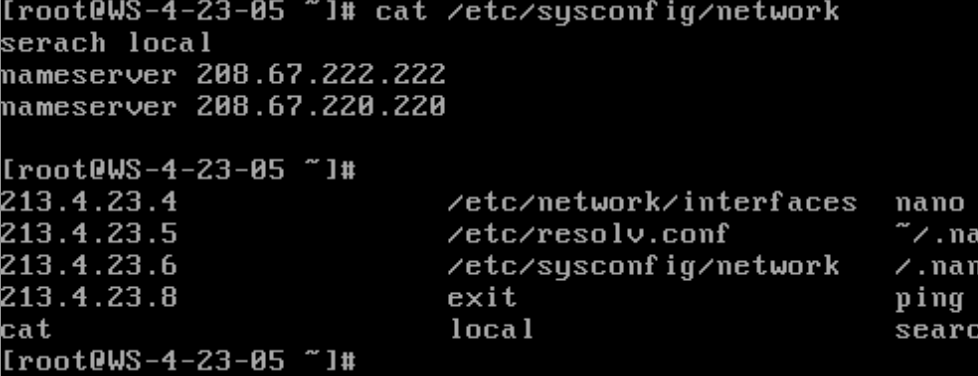 [root@WS-4-23-05 ~]# cat /etc/sysconfig/network
serach local
nameserver 208.67.222.222
nameserver 208.67.220.220
[root@WS-4-23-05 ~]#
213.4.23.4 /etc/network/interfaces nano
213.4.23.5 /etc/resolv.conf ~/.na
213.4.23.6 /etc/sysconfig/network /.nan
213.4.23.8 exit ping
cat local searc
[root@WS-4-23-05 ~]#